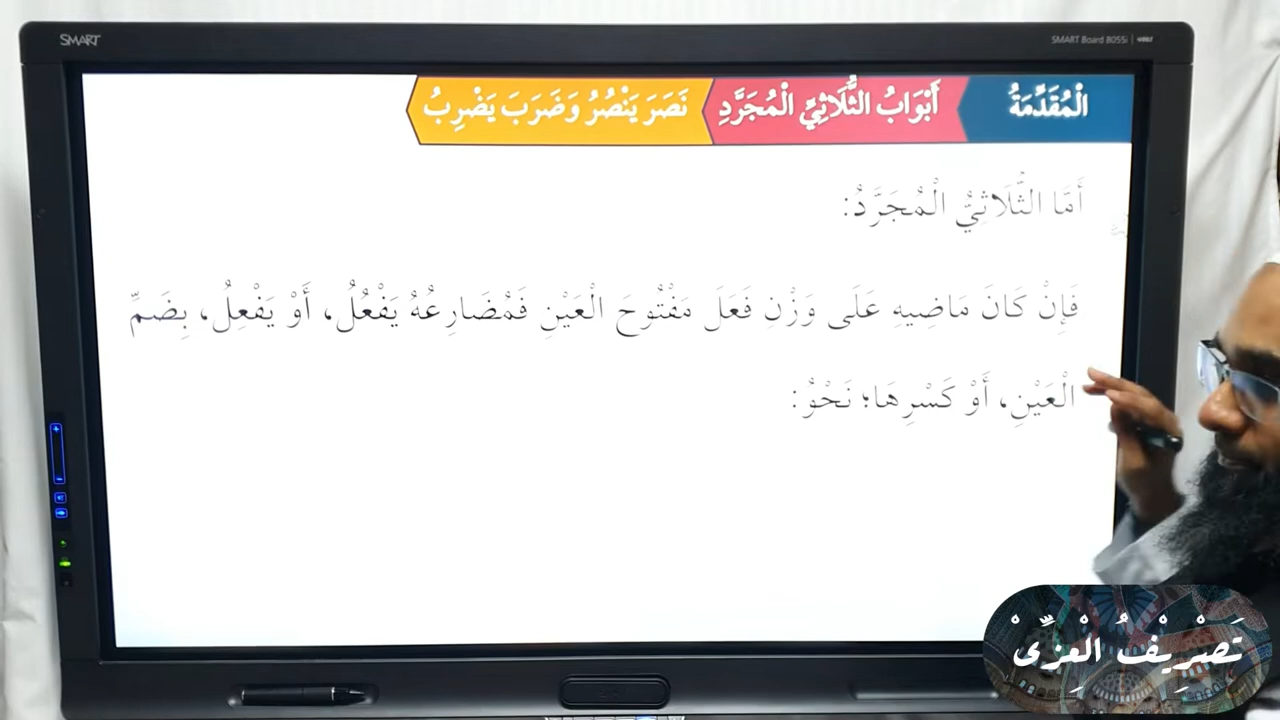 SMART
SMART Board 8055i
الْمُقَدِّمَةُ
أَبْوَابُ الثُّلَاثِيِّ الْمُجَرَّدِ
نَصَرَ يَنْصُرُ وَضَرَبَ يَضْرِبُ
أَمَّا الثُّلَاثِيُّ الْمُجَرَّدُ:
فَإِنْ كَانَ مَاضِيهِ عَلَى وَزْنِ فَعَلَ مَفْتُوحَ الْعَيْنِ فَمُضَارِعُهُ يَفْعُلُ، أَوْ يَفْعِلُ، بِضَمِّ
الْعَيْنِ، أَوْ كَسْرِهَا؛ نَحْوُ:
تَصْرِيْفُ الْعِزِّىْ